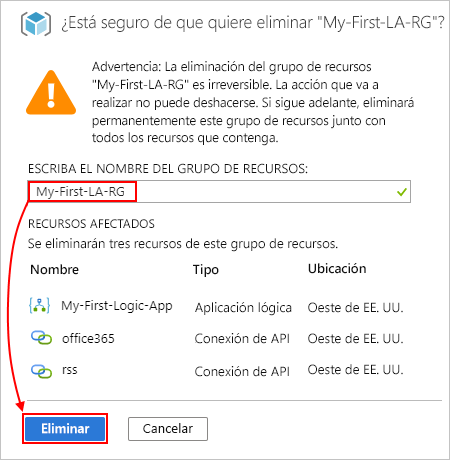 ¿Está seguro de que quiere eliminar "My-First-LA-RG"?
Advertencia: La eliminación del grupo de recursos
"My-First-LA-RG" es irreversible. La acción que va a
realizar no puede deshacerse. Si sigue adelante, eliminará
permanentemente este grupo de recursos junto con
todos los recursos que contenga.
ESCRIBA EL NOMBRE DEL GRUPO DE RECURSOS:
My-First-LA-RG
RECURSOS AFECTADOS
Se eliminarán tres recursos de este grupo de recursos.
Nombre Tipo Ubicación
My-First-Logic-App Aplicación lógica Oeste de EE. UU.
office365 Conexión de API Oeste de EE. UU.
rss Conexión de API Oeste de EE. UU.
Eliminar Cancelar